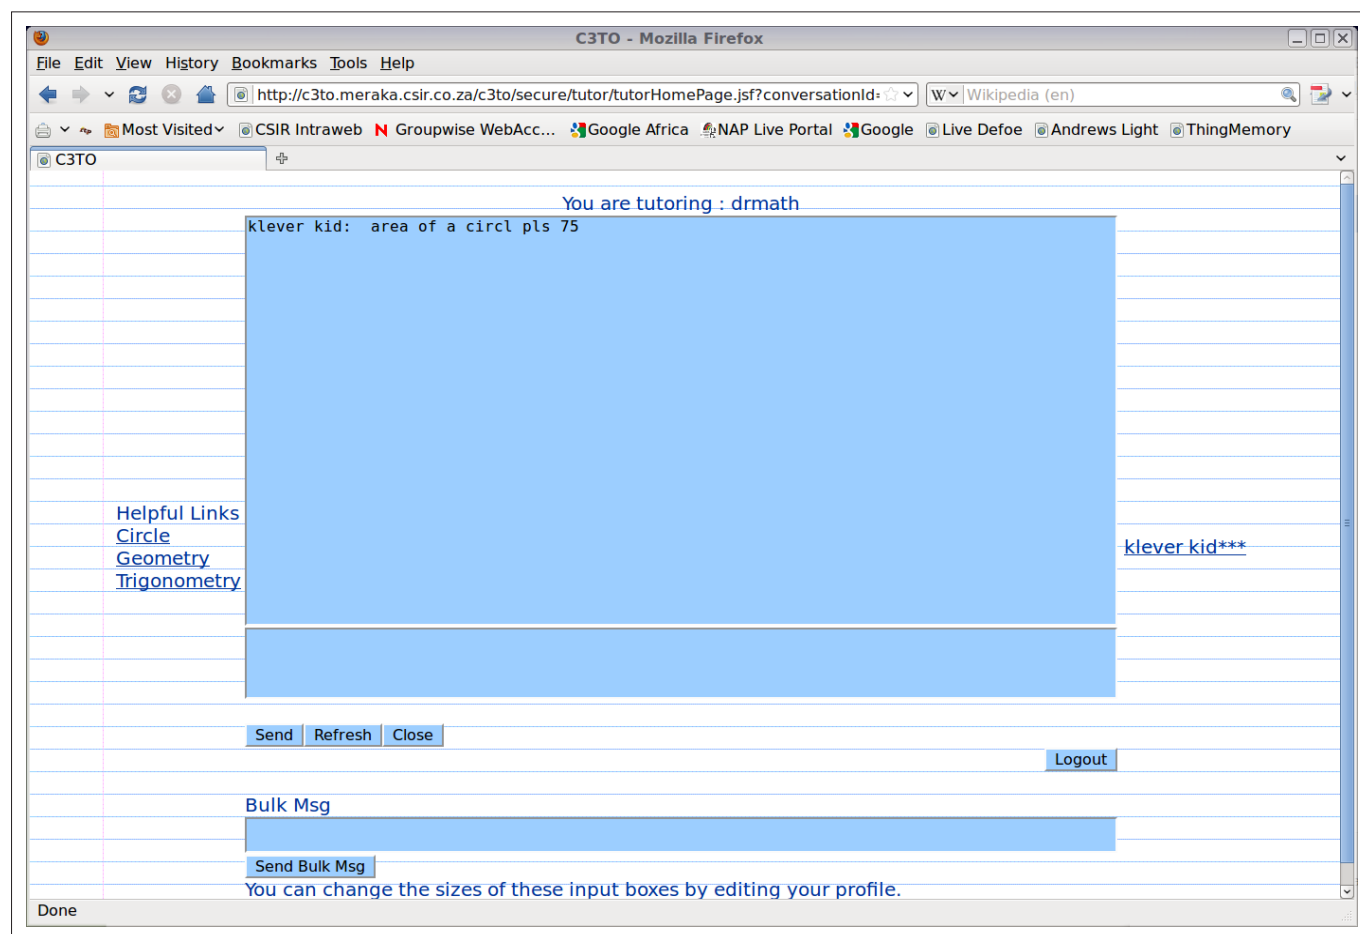 C3TO - Mozilla Firefox
File Edit View History Bookmarks Tools Help
http://c3to.meraka.csir.co.za/c3to/secure/tutor/tutorHomePage.jsf?conversationId= W Wikipedia (en)
Most Visited CSIR Intraweb N Groupwise WebAcc... Google Africa NAP Live Portal Google Live Defoe Andrews Light ThingMemory
C3TO
You are tutoring : drmath
klever kid:  area of a circl pls 75
Helpful Links
Circle
Geometry
Trigonometry
klever kid***
Send Refresh Close
Logout
Bulk Msg
Send Bulk Msg
You can change the sizes of these input boxes by editing your profile.
Done